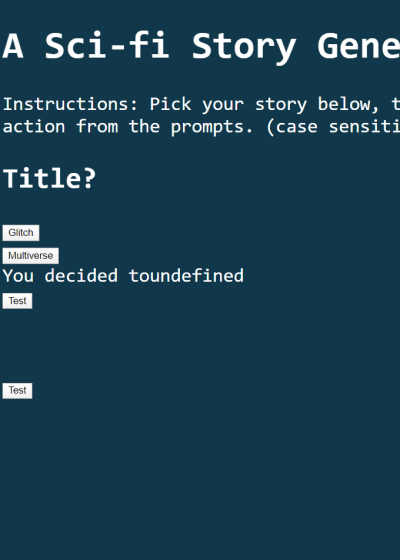 A Sci-fi Story Gene
Instructions: Pick your story below, t
action from the prompts. (case sensiti
Title?
Glitch
Multiverse
You decided toundefined
Test
Test